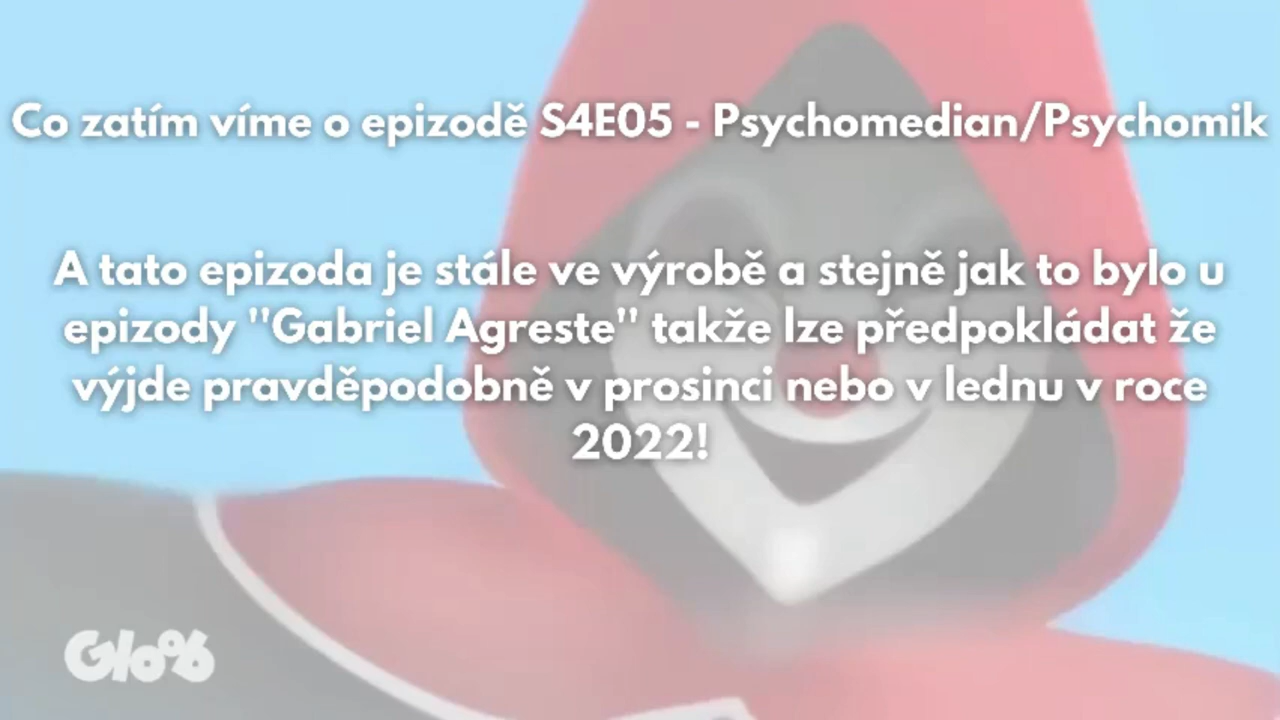 Co zatím víme o epizodě S4E05 - Psychomedian/Psychomik
A tato epizoda je stále ve výrobě a stejně jak to bylo u
epizody "Gabriel Agreste" takže lze předpokládat že
výjde pravděpodobně v prosinci nebo v lednu v roce
2022!
Gloob